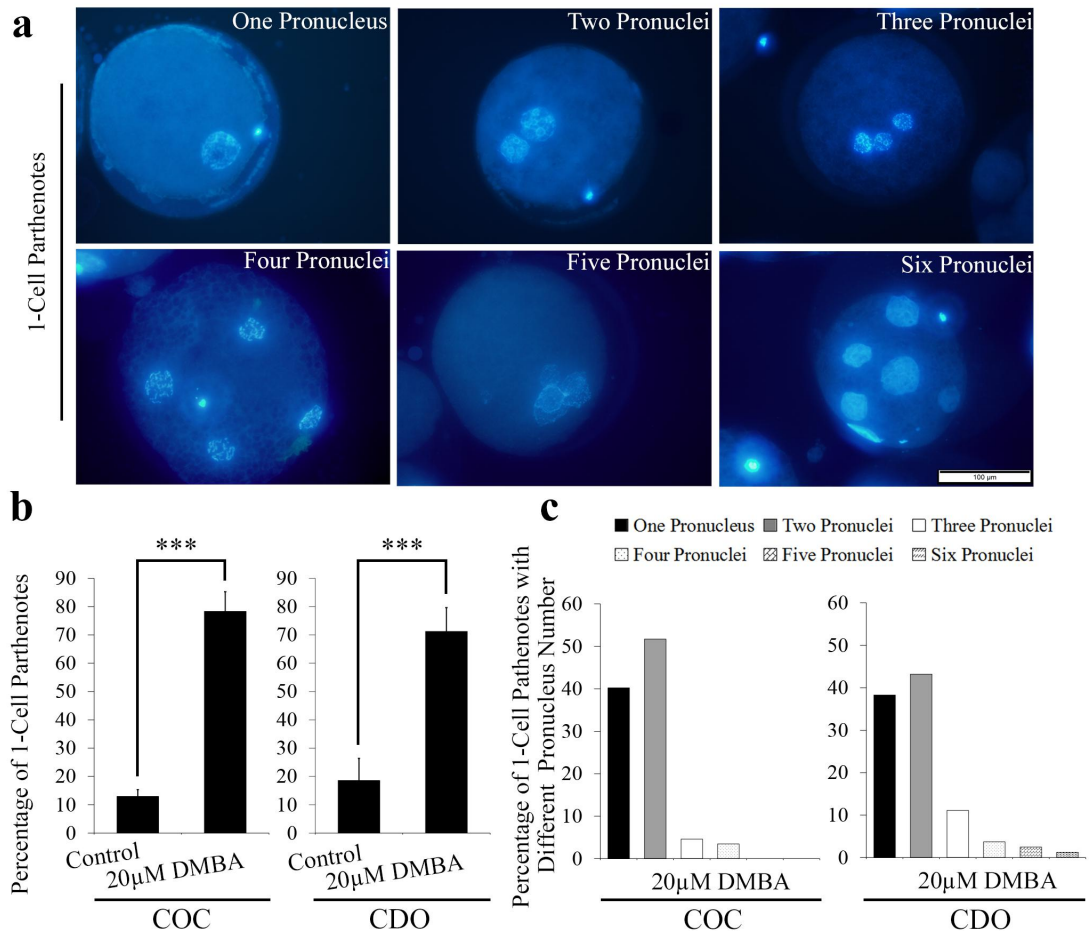 a
One Pronucleus
Two Pronuclei
Three Pronuclei
1-Cell Parthenotes
Four Pronuclei
Five Pronuclei
Six Pronuclei
100 µm
b
***
***
Percentage of 1-Cell Parthenotes
90
80
70
60
50
40
30
20
10
0
Control
20µM DMBA
COC
90
80
70
60
50
40
30
20
10
0
Control
20µM DMBA
CDO
c
One Pronucleus
Two Pronuclei
Three Pronuclei
Four Pronuclei
Five Pronuclei
Six Pronuclei
Percentage of 1-Cell Pathenotes with
Different Pronucleus Number
60
50
40
30
20
10
0
20µM DMBA
COC
60
50
40
30
20
10
0
20µM DMBA
CDO